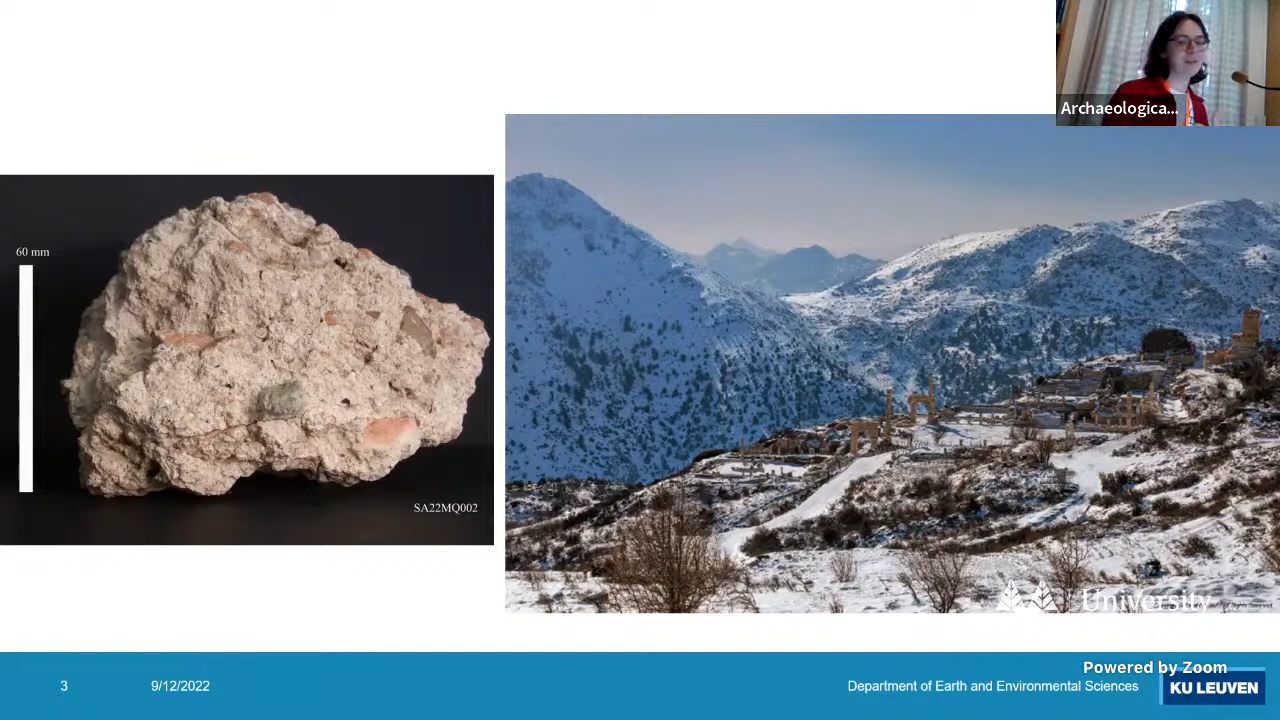 Archaeologica...
60 mm
SA22MQ002
University
Powered by Zoom
3
9/12/2022
Department of Earth and Environmental Sciences
KU LEUVEN